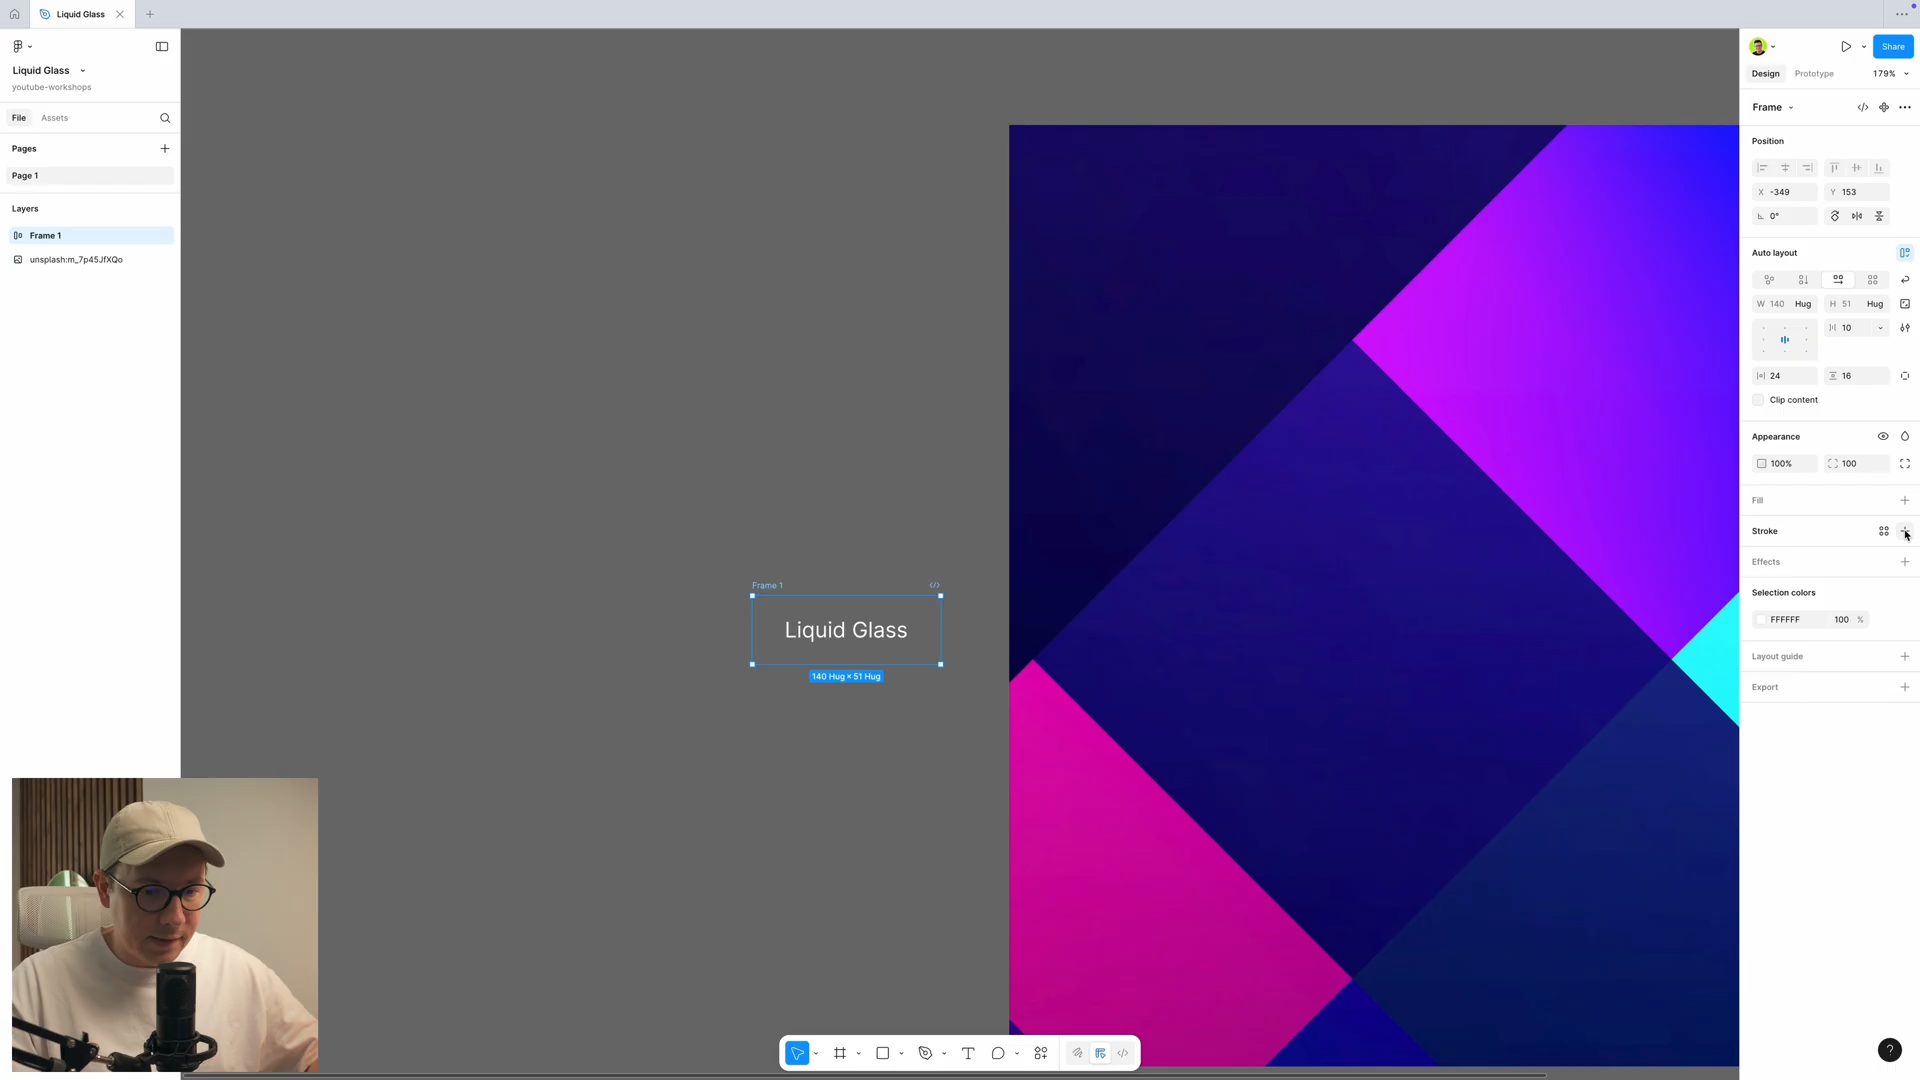 Liquid Glass
Liquid Glass
youtube-workshops
File
Assets
Pages
Page 1
Layers
Frame 1
unsplash:m_7p45JfXQo
Frame 1
Liquid Glass
140 Hug × 51 Hug
Share
Design
Prototype
179%
Frame
Position
X -349
Y 153
0°
Auto layout
W 140 Hug
H 51 Hug
10
24
16
Clip content
Appearance
100%
100
Fill
Stroke
Effects
Selection colors
FFFFFF 100 %
Layout guide
Export
?